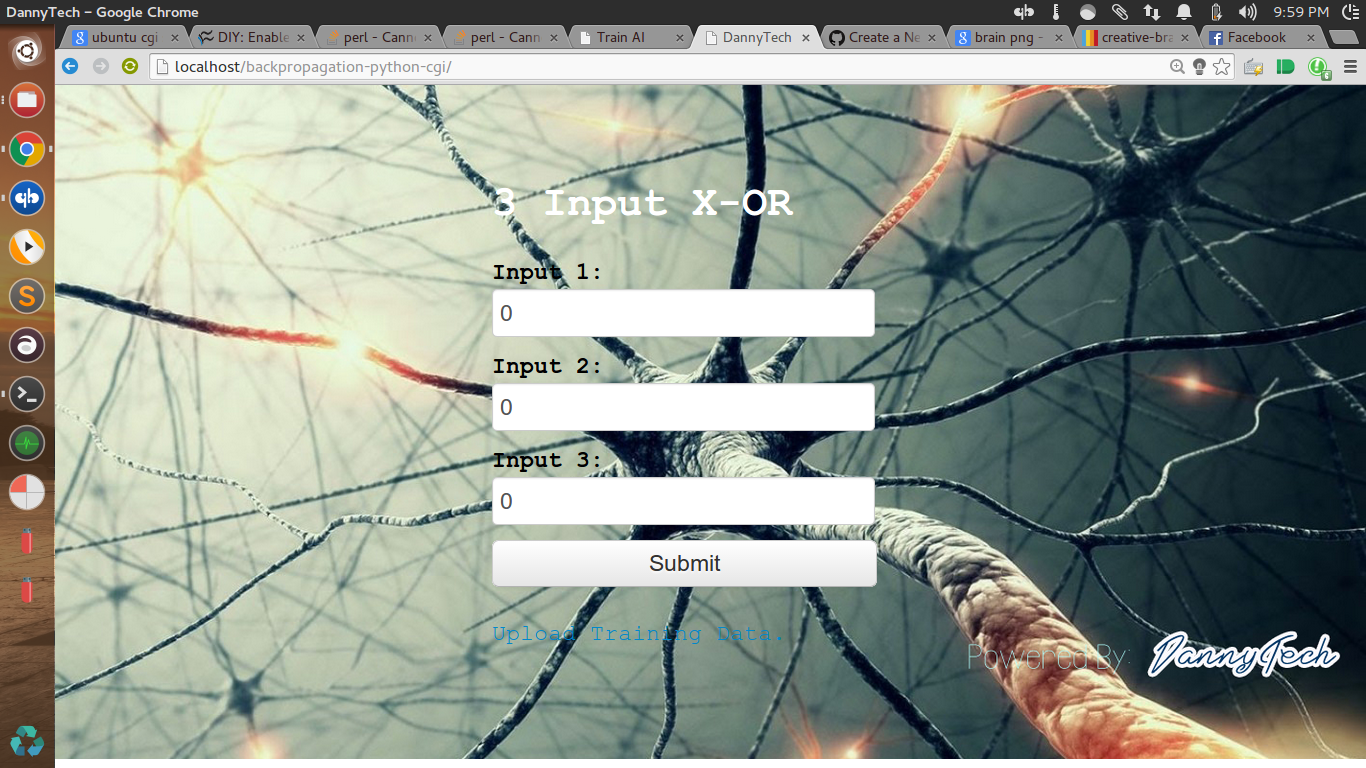 DannyTech – Google Chrome
9:59 PM
ubuntu cgi
DIY: Enable
perl - Cann
perl - Cann
Train AI
DannyTech
Create a Ne
brain png -
creative-bra
Facebook
localhost/backpropagation-python-cgi/
3 Input X-OR
Input 1:
0
Input 2:
0
Input 3:
0
Submit
Upload Training Data.
Powered By: DannyTech